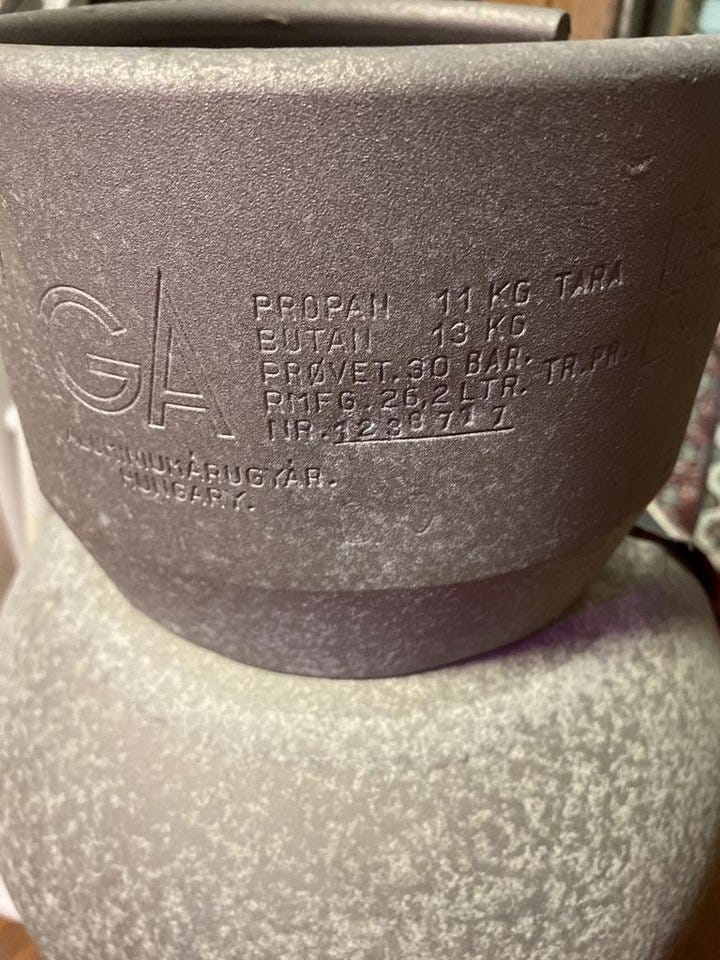 GA
PROPAN 11 KG TARA
BUTAN 13 KG
PRØVET. 30 BAR. TR.PR.
RMFG. 26,2 LTR.
NR. 1238717
ALUMINIUMÁRUGYÁR.
HUNGARY.